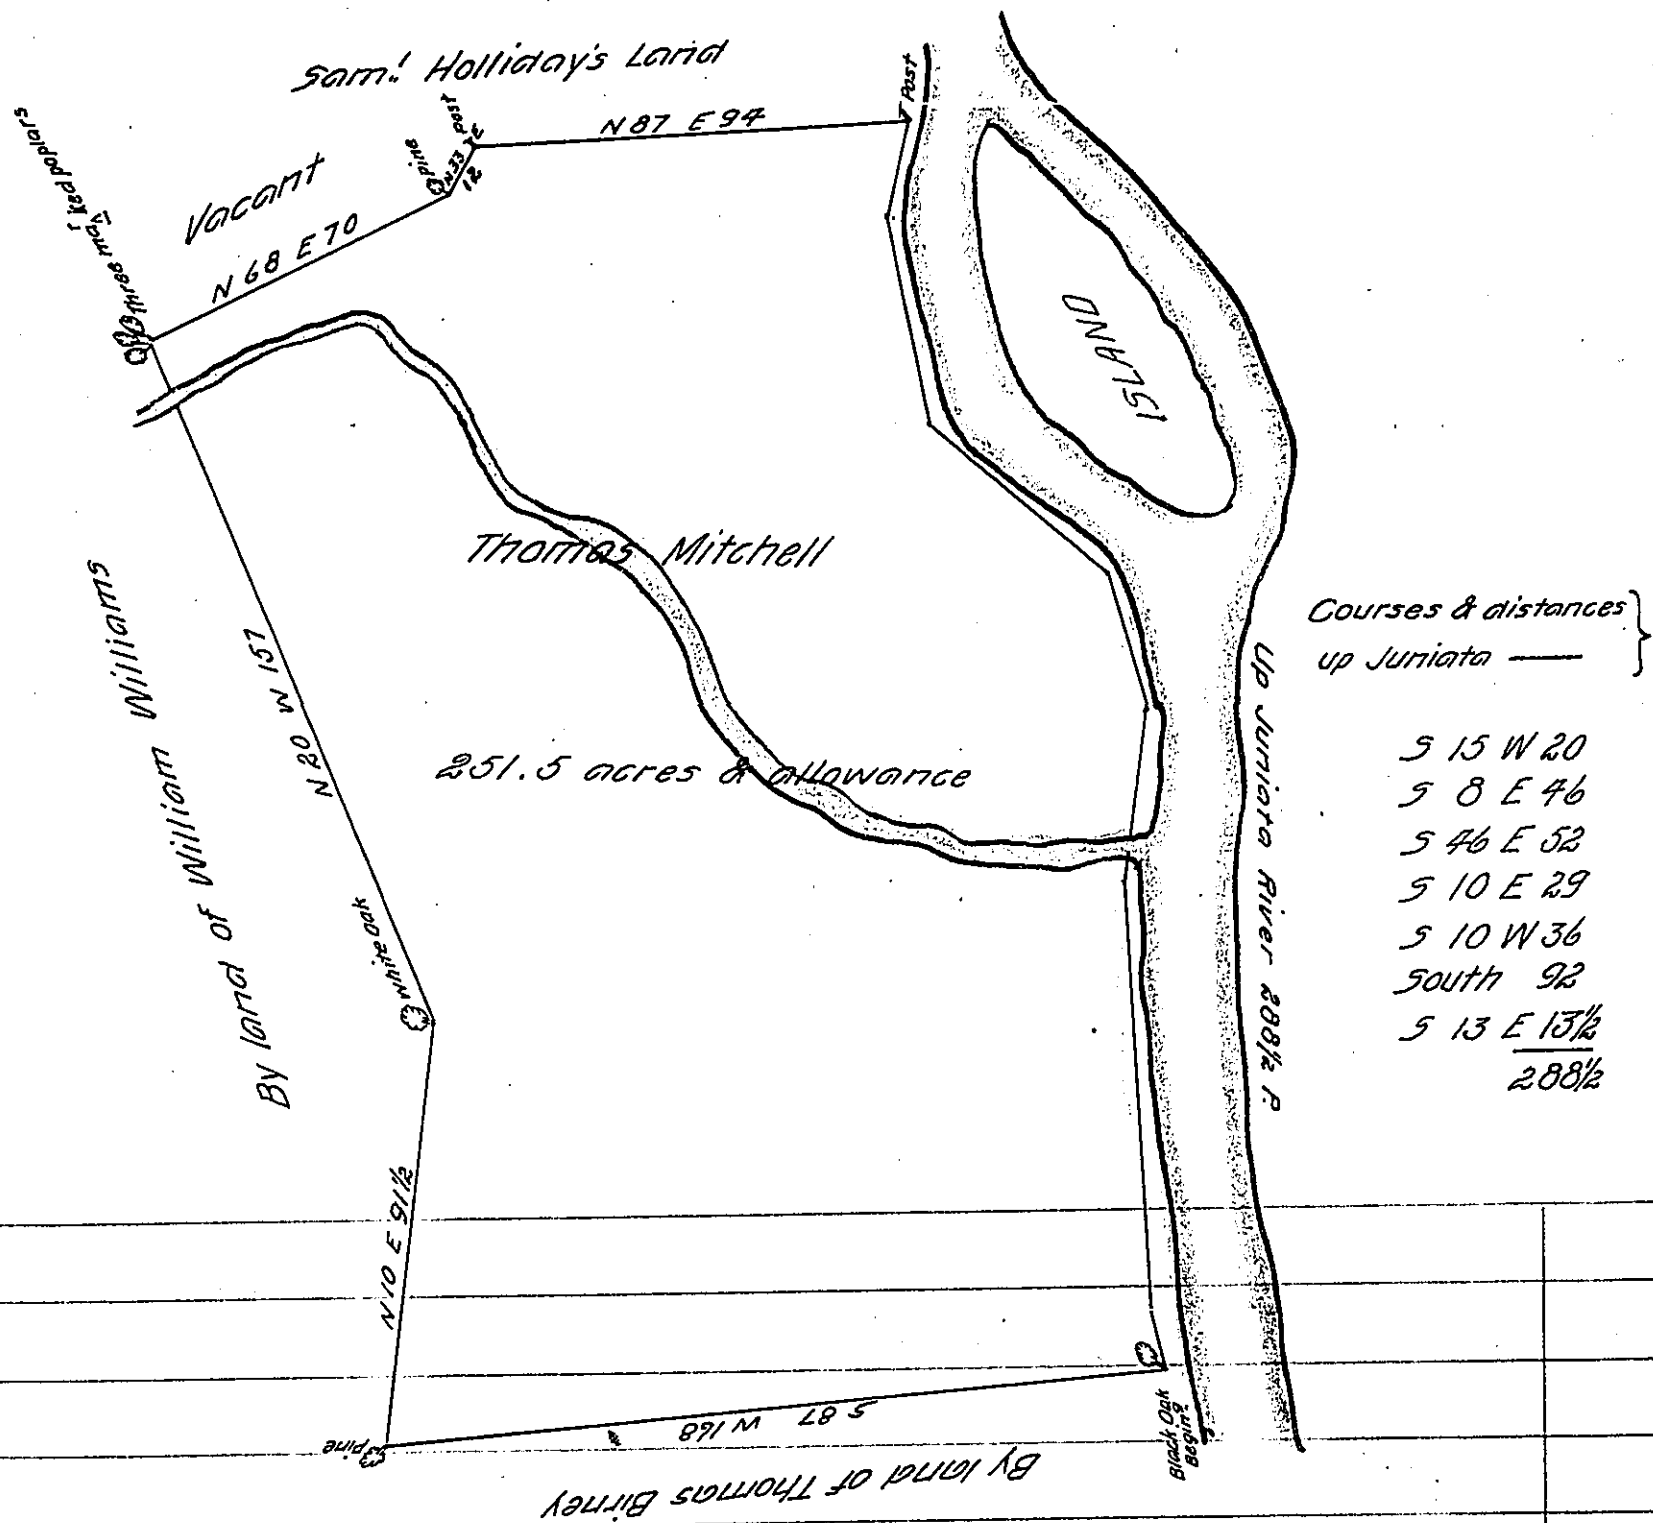 Sam! Holliday's Land
Post
N 87 E 94
post
N 33 E
12
pine
Vacant
N 68 E 70
Three marked poplars
ISLAND
Thomas Mitchell
251.5 acres & allowance
By land of William Williams
N 20 W 157
White Oak
N 10 E 91½
pine
S 87 W 168
By land of Thomas Birney
Black Oak
Beging
Up Juniata River 288½ P.
Courses & distances
up Juniata
S 15 W 20
S 8 E 46
S 46 E 52
S 10 E 29
S 10 W 36
South 92
S 13 E 13½
288½